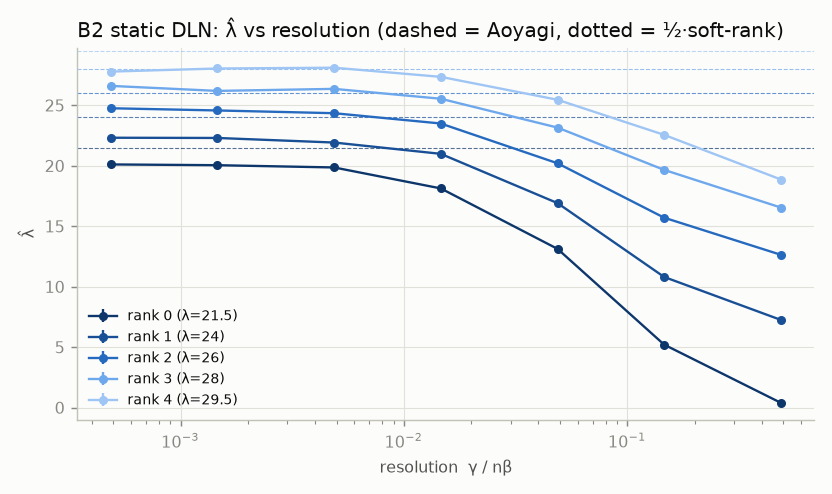 B2 static DLN: λ̂ vs resolution (dashed = Aoyagi, dotted = ½·soft-rank)
25
20
15
10
5
0
λ̂
rank 0 (λ=21.5)
rank 1 (λ=24)
rank 2 (λ=26)
rank 3 (λ=28)
rank 4 (λ=29.5)
10⁻³
10⁻²
10⁻¹
resolution γ / nβ